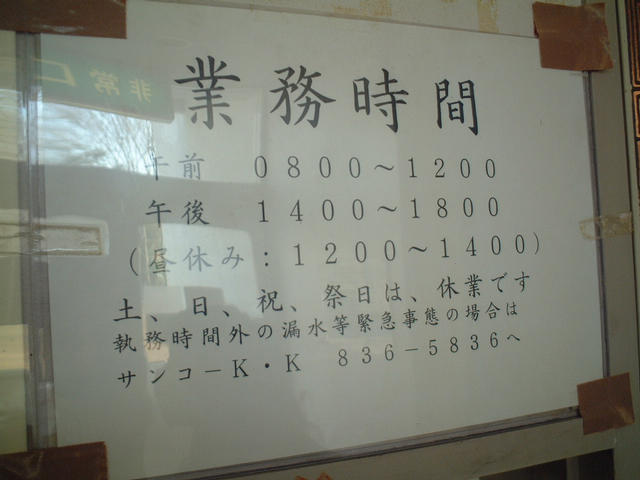 業務時間
午前 0800～1200
午後 1400～1800
(昼休み:1200～1400)
土、日、祝、祭日は、休業です
執務時間外の漏水等緊急事態の場合は
サンコーK・K 836-5836へ
非常口